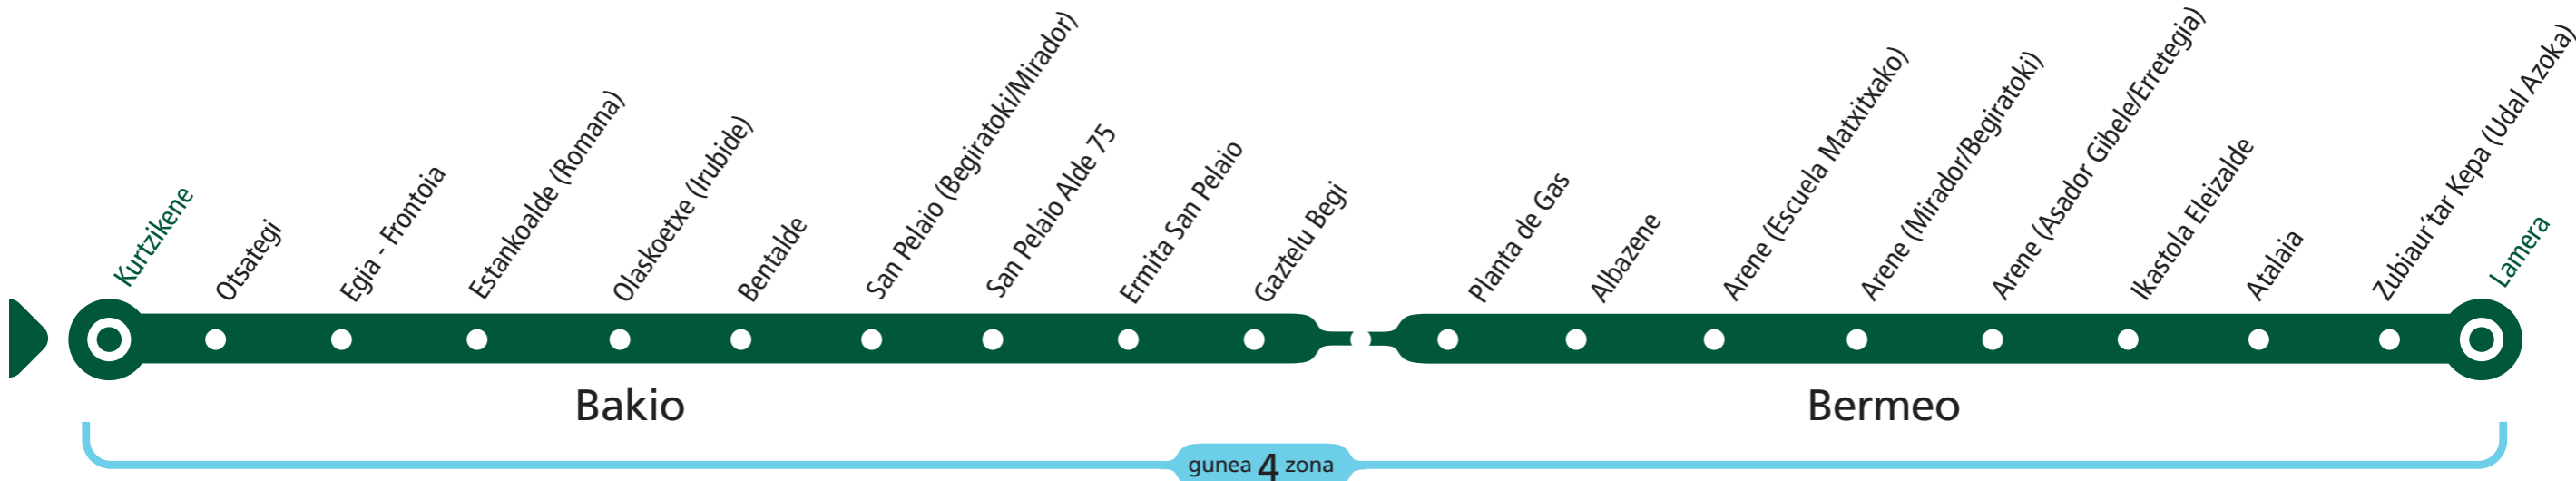 Kurtzikene
Otsategi
Egia - Frontoia
Estankoalde (Romana)
Olaskoetxe (Irubide)
Bentalde
San Pelaio (Begiratoki/Mirador)
San Pelaio Alde 75
Ermita San Pelaio
Gaztelu Begi
Planta de Gas
Albazene
Arene (Escuela Matxitxako)
Arene (Mirador/Begiratoki)
Arene (Asador Gibele/Erretegia)
Ikastola Eleizalde
Atalaia
Zubiaur´tar Kepa (Udal Azoka)
Lamera
Bakio
Bermeo
gunea 4 zona